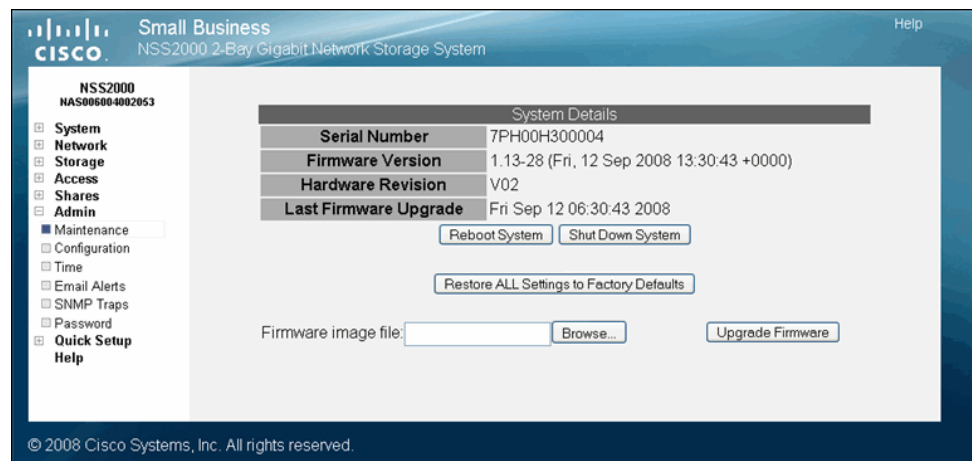 Small Business
Help
CISCO
NSS2000 2-Bay Gigabit Network Storage System
NSS2000
NAS006004002053
System
Network
Storage
Access
Shares
Admin
Maintenance
Configuration
Time
Email Alerts
SNMP Traps
Password
Quick Setup
Help
System Details
Serial Number 7PH00H300004
Firmware Version 1.13-28 (Fri, 12 Sep 2008 13:30:43 +0000)
Hardware Revision V02
Last Firmware Upgrade Fri Sep 12 06:30:43 2008
Reboot System Shut Down System
Restore ALL Settings to Factory Defaults
Firmware image file: Browse... Upgrade Firmware
© 2008 Cisco Systems, Inc. All rights reserved.